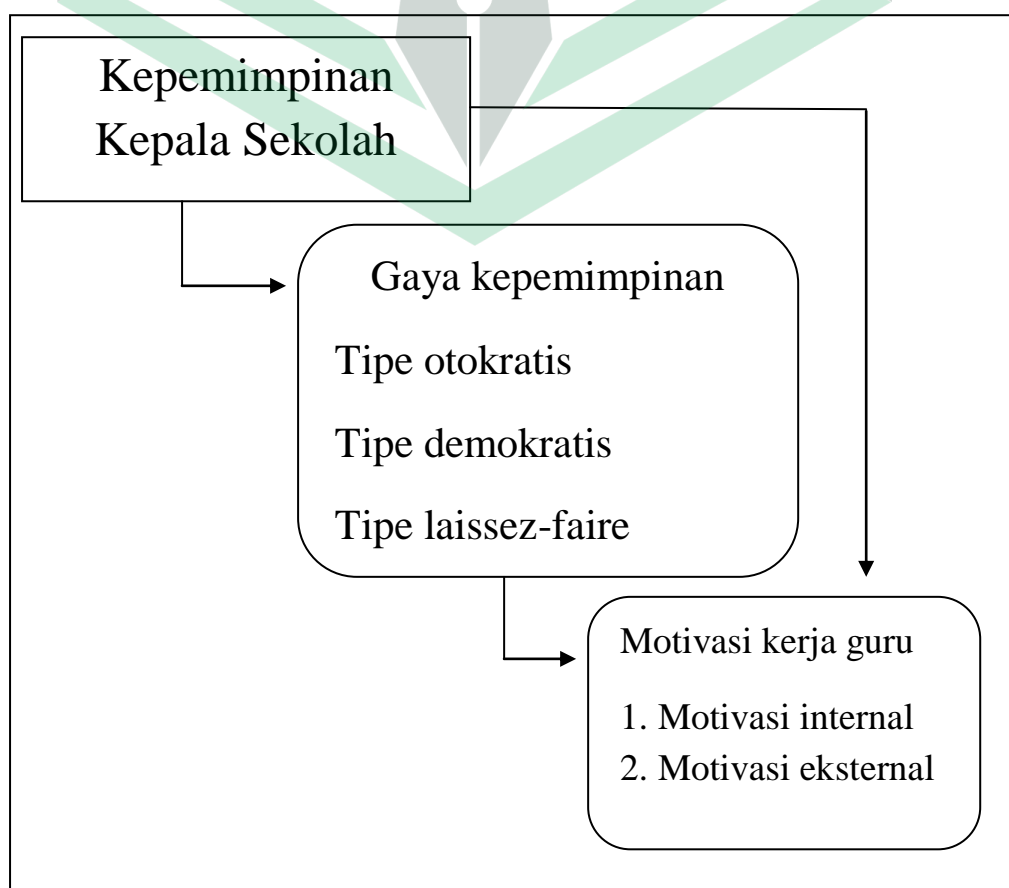 Kepemimpinan
Kepala Sekolah
Gaya kepemimpinan
Tipe otokratis
Tipe demokratis
Tipe laissez-faire
Motivasi kerja guru
1. Motivasi internal
2. Motivasi eksternal